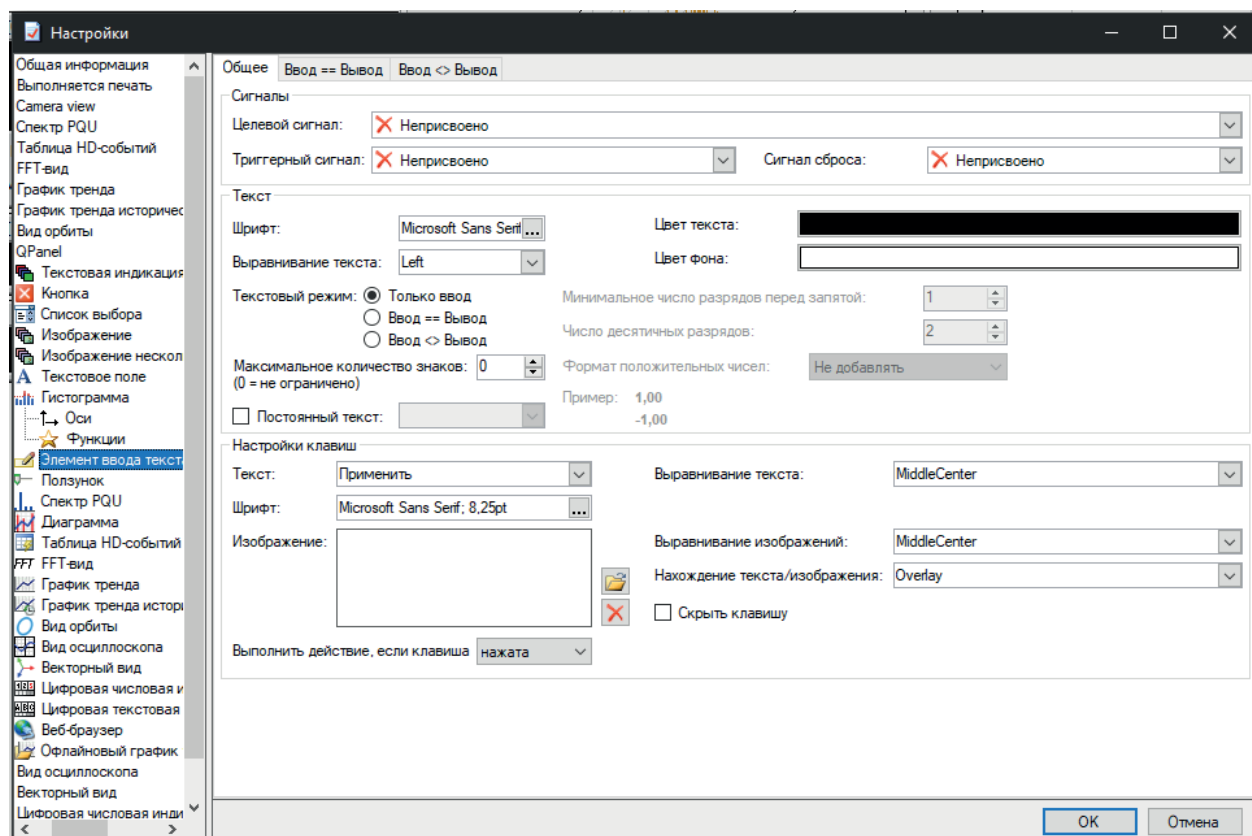 Настройки
Общая информация
Выполняется печать
Camera view
Спектр PQU
Таблица HD-событий
FFT-вид
График тренда
График тренда историчес
Вид орбиты
QPanel
Текстовая индикация
Кнопка
Список выбора
Изображение
Изображение нескол
Текстовое поле
Гистограмма
Оси
Функции
Элемент ввода текст
Ползунок
Спектр PQU
Диаграмма
Таблица HD-событий
FFT FFT-вид
График тренда
График тренда истори
Вид орбиты
Вид осциллоскопа
Векторный вид
Цифровая числовая и
Цифровая текстовая
Веб-браузер
Офлайновый график
Вид осциллоскопа
Векторный вид
Цифровая числовая инди
Общее Ввод == Вывод Ввод <> Вывод
Сигналы
Целевой сигнал: Неприсвоено
Триггерный сигнал: Неприсвоено Сигнал сброса: Неприсвоено
Текст
Шрифт: Microsoft Sans Serif ... Цвет текста:
Выравнивание текста: Left Цвет фона:
Текстовый режим: Только ввод Минимальное число разрядов перед запятой: 1
Ввод == Вывод
Число десятичных разрядов: 2
Ввод <> Вывод
Максимальное количество знаков: 0 Формат положительных чисел: Не добавлять
(0 = не ограничено)
Пример: 1,00
Постоянный текст: -1,00
Настройки клавиш
Текст: Применить Выравнивание текста: MiddleCenter
Шрифт: Microsoft Sans Serif; 8,25pt ...
Изображение: Выравнивание изображений: MiddleCenter
Нахождение текста/изображения: Overlay
Скрыть клавишу
Выполнить действие, если клавиша нажата
OK Отмена